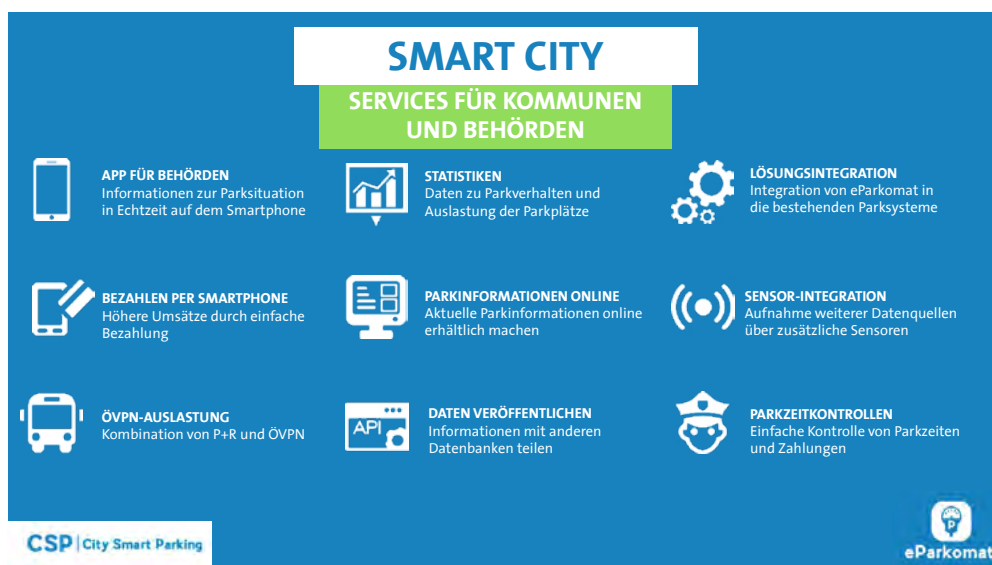 SMART CITY
SERVICES FÜR KOMMUNEN
UND BEHÖRDEN
APP FÜR BEHÖRDEN
Informationen zur Parksituation
in Echtzeit auf dem Smartphone
STATISTIKEN
Daten zu Parkverhalten und
Auslastung der Parkplätze
LÖSUNGSINTEGRATION
Integration von eParkomat in
die bestehenden Parksysteme
BEZAHLEN PER SMARTPHONE
Höhere Umsätze durch einfache
Bezahlung
PARKINFORMATIONEN ONLINE
Aktuelle Parkinformationen online
erhältlich machen
SENSOR-INTEGRATION
Aufnahme weiterer Datenquellen
über zusätzliche Sensoren
ÖVPN-AUSLASTUNG
Kombination von P+R und ÖVPN
API
DATEN VERÖFFENTLICHEN
Informationen mit anderen
Datenbanken teilen
PARKZEITKONTROLLEN
Einfache Kontrolle von Parkzeiten
und Zahlungen
CSP | City Smart Parking
P
eParkomat